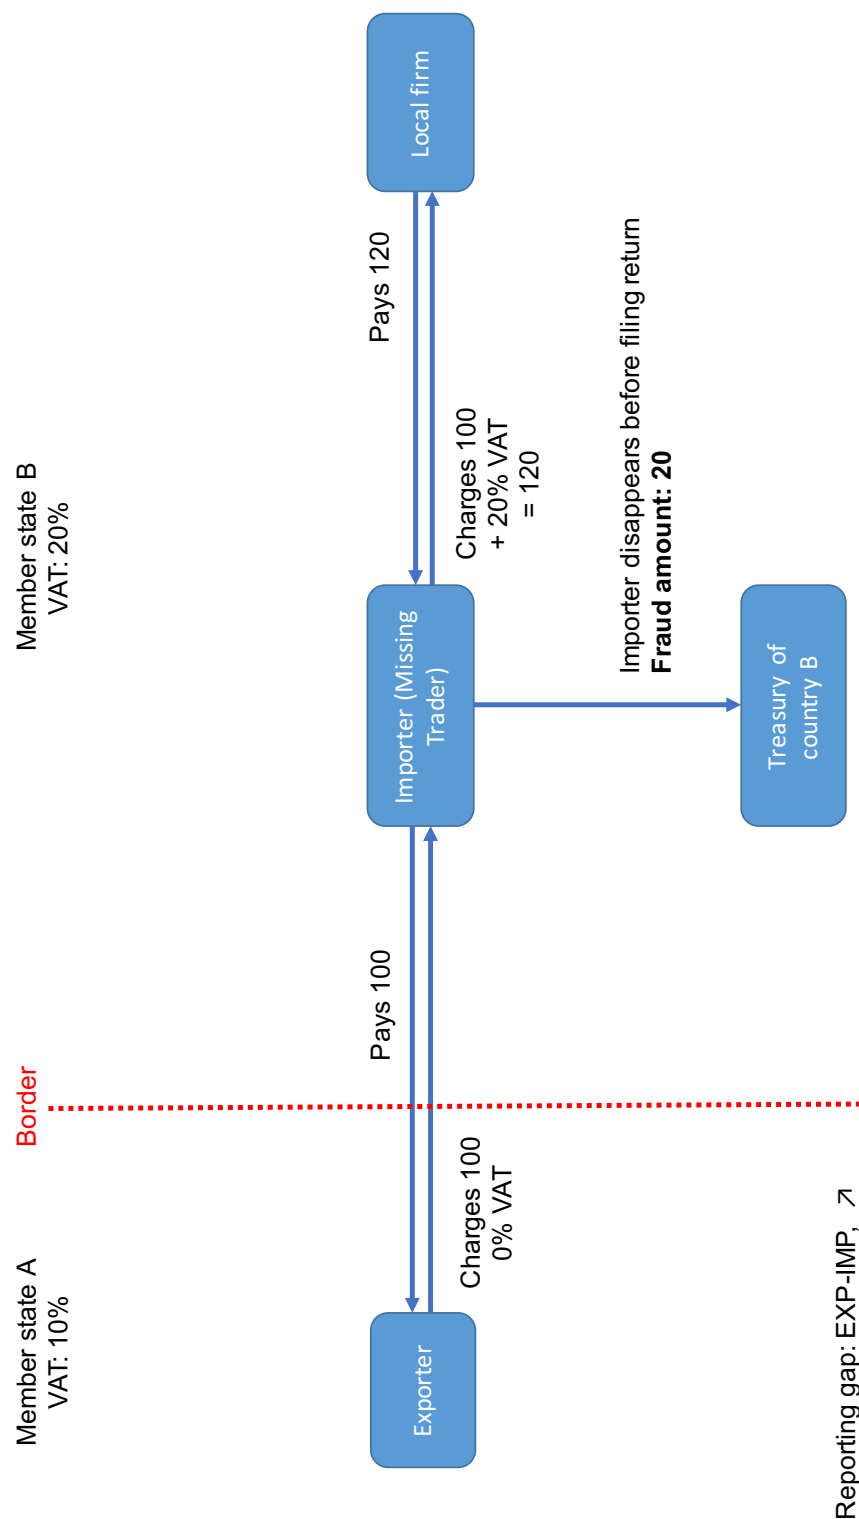 Member state A
VAT: 10%
Border
Member state B
VAT: 20%
Exporter
Pays 100
Charges 100
0% VAT
Importer (Missing
Trader)
Pays 120
Charges 100
+ 20% VAT
= 120
Local firm
Importer disappears before filing return
Fraud amount: 20
Treasury of
country B
Reporting gap: EXP-IMP, ↗